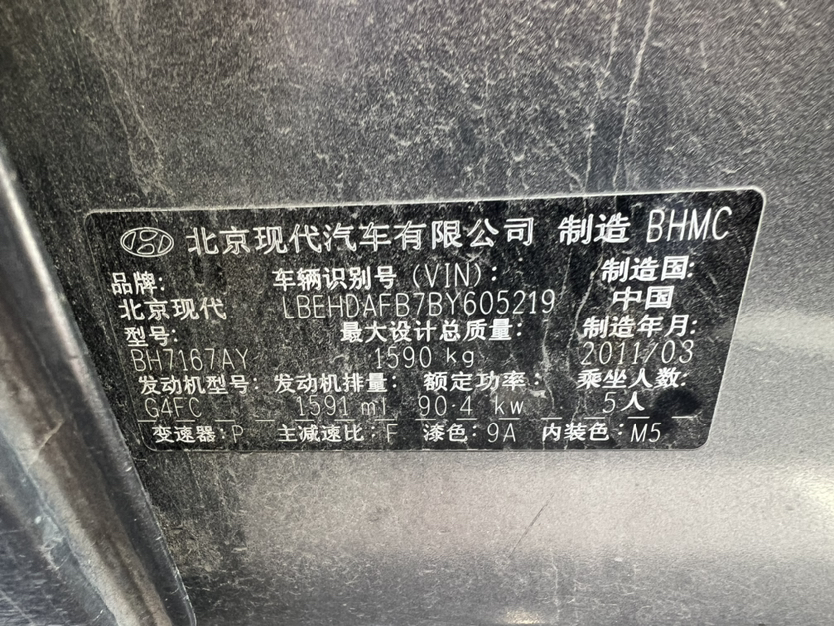 北京现代汽车有限公司 制造 BHMC
品牌: 车辆识别号 (VIN): 制造国:
北京现代 LBEHDAFB7BY605219 中国
型号: 最大设计总质量: 制造年月:
BH7167AY 1590 kg 2011/03
发动机型号: 发动机排量: 额定功率: 乘坐人数:
G4FC 1591 ml 90.4 kw 5人
变速器: P 主减速比: F 漆色: 9A 内装色: M5